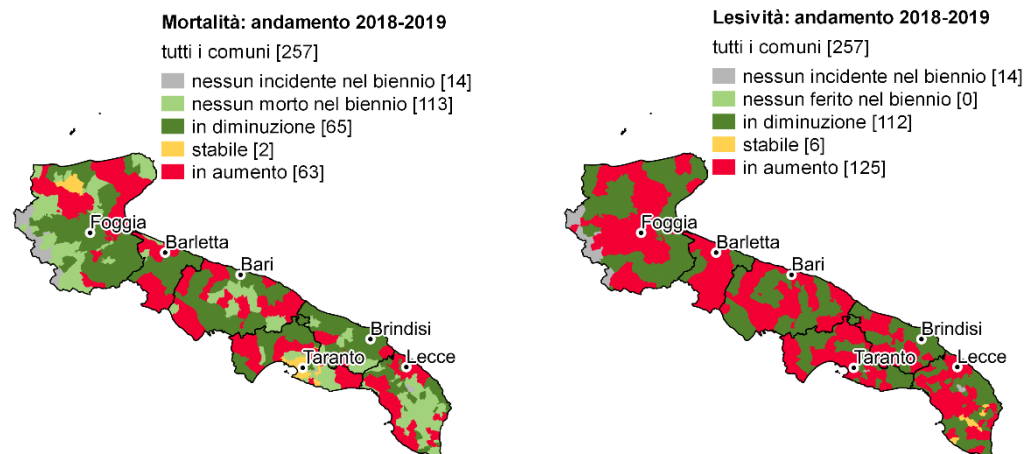 Mortalità: andamento 2018-2019
tutti i comuni [257]
nessun incidente nel biennio [14]
nessun morto nel biennio [113]
in diminuzione [65]
stabile [2]
in aumento [63]
Foggia
Barletta
Bari
Brindisi
Taranto
Lecce
Lesività: andamento 2018-2019
tutti i comuni [257]
nessun incidente nel biennio [14]
nessun ferito nel biennio [0]
in diminuzione [112]
stabile [6]
in aumento [125]
Foggia
Barletta
Bari
Brindisi
Taranto
Lecce